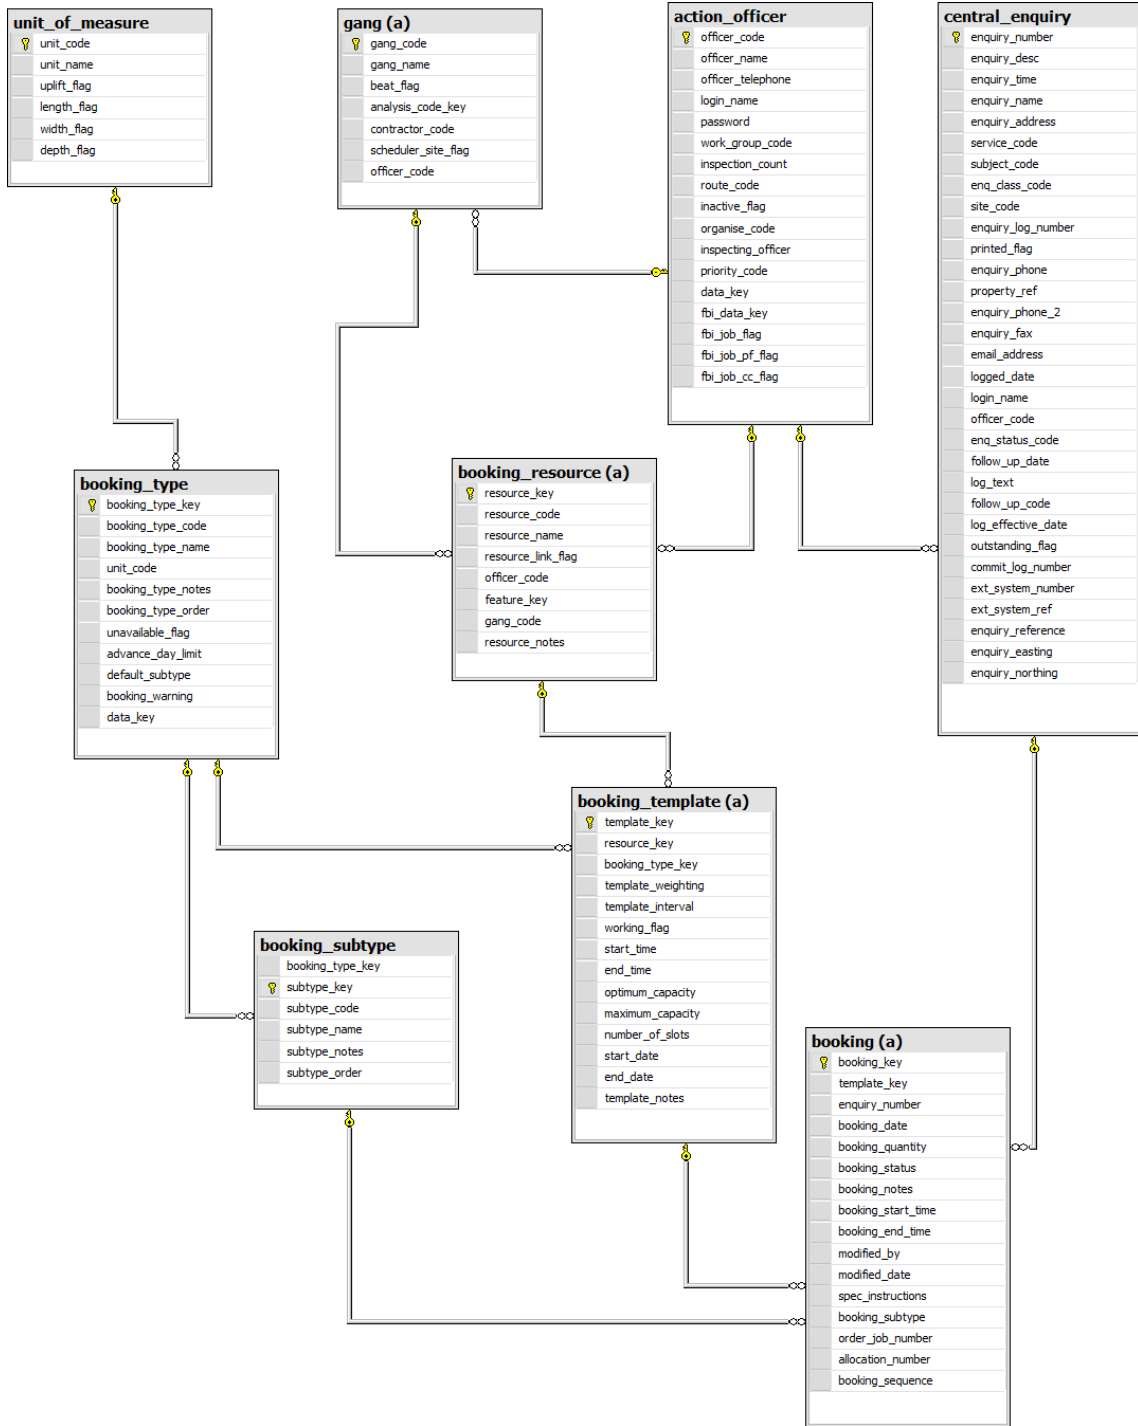 unit_of_measure
unit_code
unit_name
uplift_flag
length_flag
width_flag
depth_flag
gang (a)
gang_code
gang_name
beat_flag
analysis_code_key
contractor_code
scheduler_site_flag
officer_code
action_officer
officer_code
officer_name
officer_telephone
login_name
password
work_group_code
inspection_count
route_code
inactive_flag
organise_code
inspecting_officer
priority_code
data_key
fbi_data_key
fbi_job_flag
fbi_job_pf_flag
fbi_job_cc_flag
central_enquiry
enquiry_number
enquiry_desc
enquiry_time
enquiry_name
enquiry_address
service_code
subject_code
enq_class_code
site_code
enquiry_log_number
printed_flag
enquiry_phone
property_ref
enquiry_phone_2
enquiry_fax
email_address
logged_date
login_name
officer_code
enq_status_code
follow_up_date
log_text
follow_up_code
log_effective_date
outstanding_flag
commit_log_number
ext_system_number
ext_system_ref
enquiry_reference
enquiry_easting
enquiry_northing
booking_type
booking_type_key
booking_type_code
booking_type_name
unit_code
booking_type_notes
booking_type_order
unavailable_flag
advance_day_limit
default_subtype
booking_warning
data_key
booking_resource (a)
resource_key
resource_code
resource_name
resource_link_flag
officer_code
feature_key
gang_code
resource_notes
booking_template (a)
template_key
resource_key
booking_type_key
template_weighting
template_interval
working_flag
start_time
end_time
optimum_capacity
maximum_capacity
number_of_slots
start_date
end_date
template_notes
booking_subtype
booking_type_key
subtype_key
subtype_code
subtype_name
subtype_notes
subtype_order
booking (a)
booking_key
template_key
enquiry_number
booking_date
booking_quantity
booking_status
booking_notes
booking_start_time
booking_end_time
modified_by
modified_date
spec_instructions
booking_subtype
order_job_number
allocation_number
booking_sequence